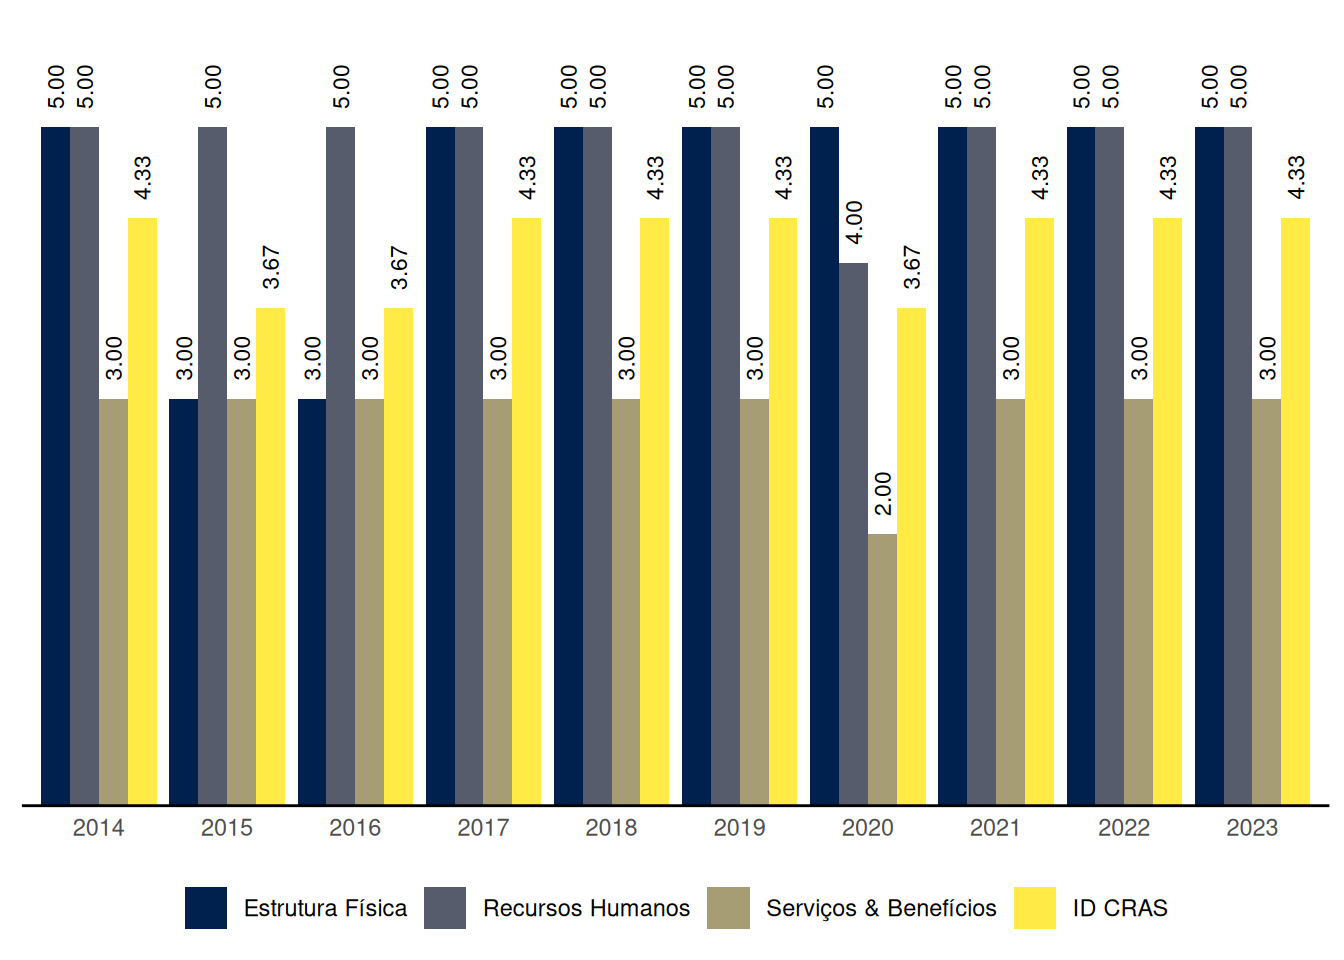 5.00 5.00 3.00 4.33 3.00 5.00 3.00 3.67 3.00 5.00 3.00 3.67 5.00 5.00 3.00 4.33 5.00 5.00 3.00 4.33 5.00 5.00 3.00 4.33 5.00 4.00 2.00 3.67 5.00 5.00 3.00 4.33 5.00 5.00 3.00 4.33 5.00 5.00 3.00 4.33
2014 2015 2016 2017 2018 2019 2020 2021 2022 2023
Estrutura Física Recursos Humanos Serviços & Benefícios ID CRAS